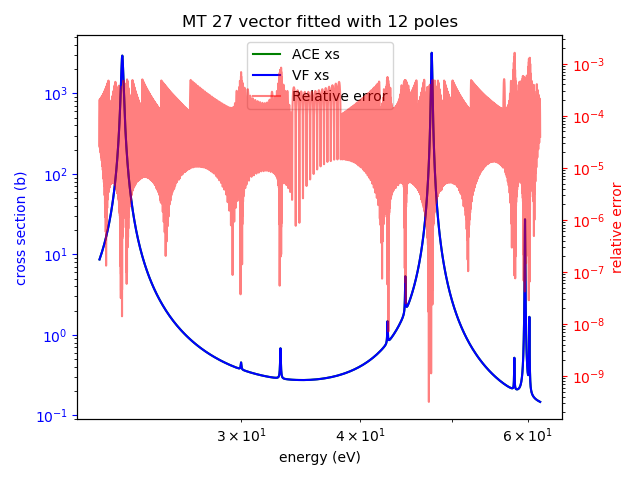 MT 27 vector fitted with 12 poles
ACE xs
VF xs
Relative error
cross section (b)
10³
10²
10¹
10⁰
10⁻¹
10⁻³
10⁻⁴
10⁻⁵
10⁻⁶
10⁻⁷
10⁻⁸
10⁻⁹
relative error
3 × 10¹
4 × 10¹
6 × 10¹
energy (eV)